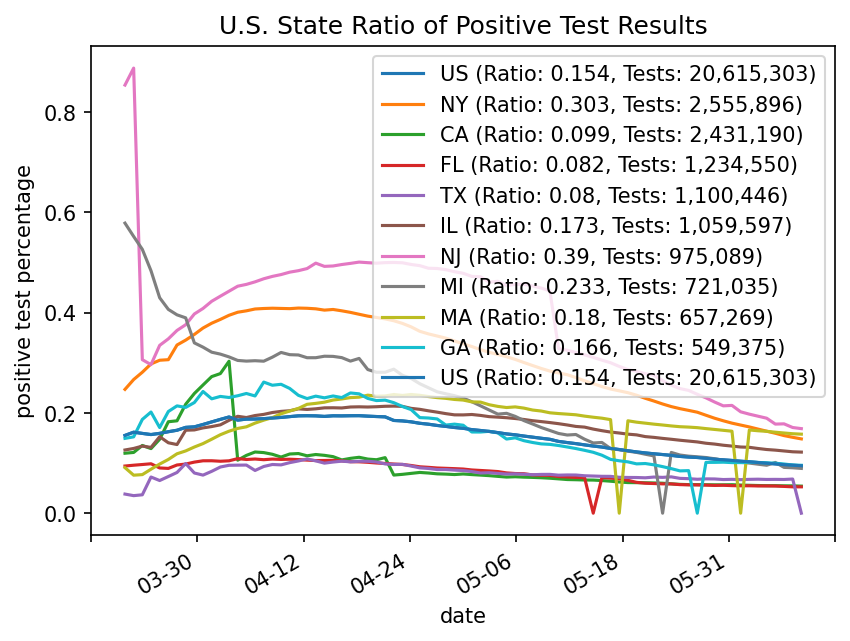 U.S. State Ratio of Positive Test Results
positive test percentage
0.8
0.6
0.4
0.2
0.0
US (Ratio: 0.154, Tests: 20,615,303)
NY (Ratio: 0.303, Tests: 2,555,896)
CA (Ratio: 0.099, Tests: 2,431,190)
FL (Ratio: 0.082, Tests: 1,234,550)
TX (Ratio: 0.08, Tests: 1,100,446)
IL (Ratio: 0.173, Tests: 1,059,597)
NJ (Ratio: 0.39, Tests: 975,089)
MI (Ratio: 0.233, Tests: 721,035)
MA (Ratio: 0.18, Tests: 657,269)
GA (Ratio: 0.166, Tests: 549,375)
US (Ratio: 0.154, Tests: 20,615,303)
03-30
04-12
04-24
05-06
05-18
05-31
date